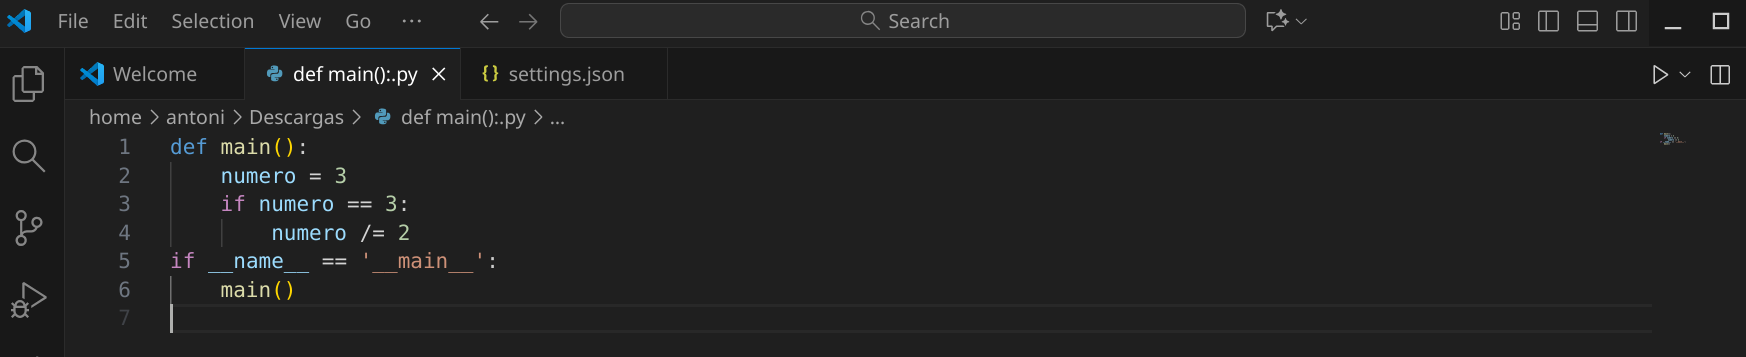 File Edit Selection View Go ··· Search
Welcome def main():.py {} settings.json
home > antoni > Descargas > def main():.py > ...
1 def main():
2     numero = 3
3     if numero == 3:
4         numero /= 2
5 if __name__ == '__main__':
6     main()
7